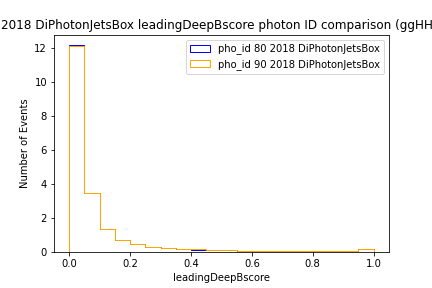 2018 DiPhotonJetsBox leadingDeepBscore photon ID comparison (ggHH
pho_id 80 2018 DiPhotonJetsBox
pho_id 90 2018 DiPhotonJetsBox
Number of Events
12
10
8
6
4
2
0
0.0 0.2 0.4 0.6 0.8 1.0
leadingDeepBscore